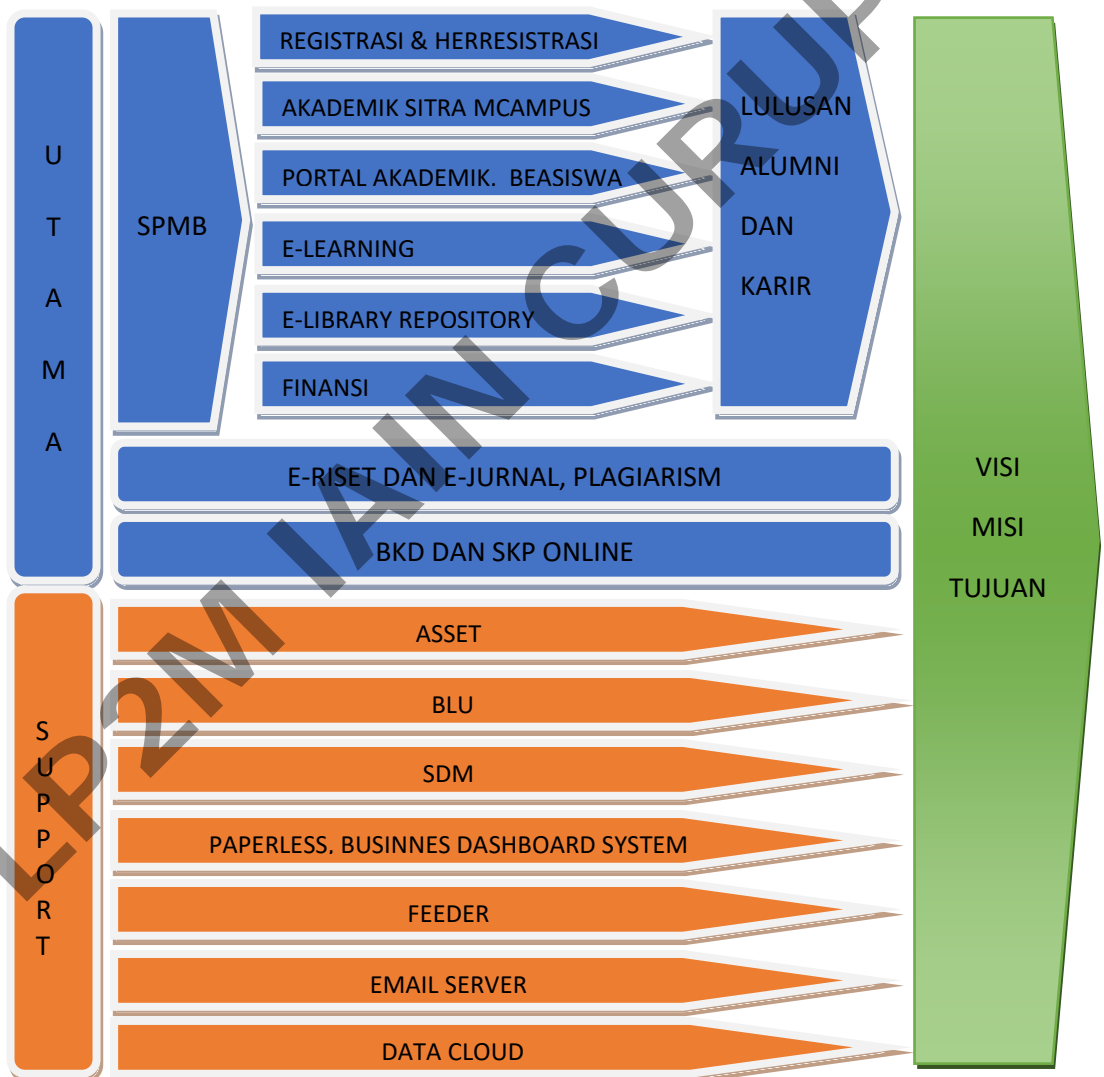 UTAMA
SPMB
REGISTRASI & HERRESISTRASI
AKADEMIK SITRA MCAMPUS
PORTAL AKADEMIK. BEASISWA
E-LEARNING
E-LIBRARY REPOSITORY
FINANSI
LULUSAN
ALUMNI
DAN
KARIR
E-RISET DAN E-JURNAL, PLAGIARISM
BKD DAN SKP ONLINE
SUPPORT
ASSET
BLU
SDM
PAPERLESS. BUSINNES DASHBOARD SYSTEM
FEEDER
EMAIL SERVER
DATA CLOUD
VISI
MISI
TUJUAN
LP2M IAIN CURUP